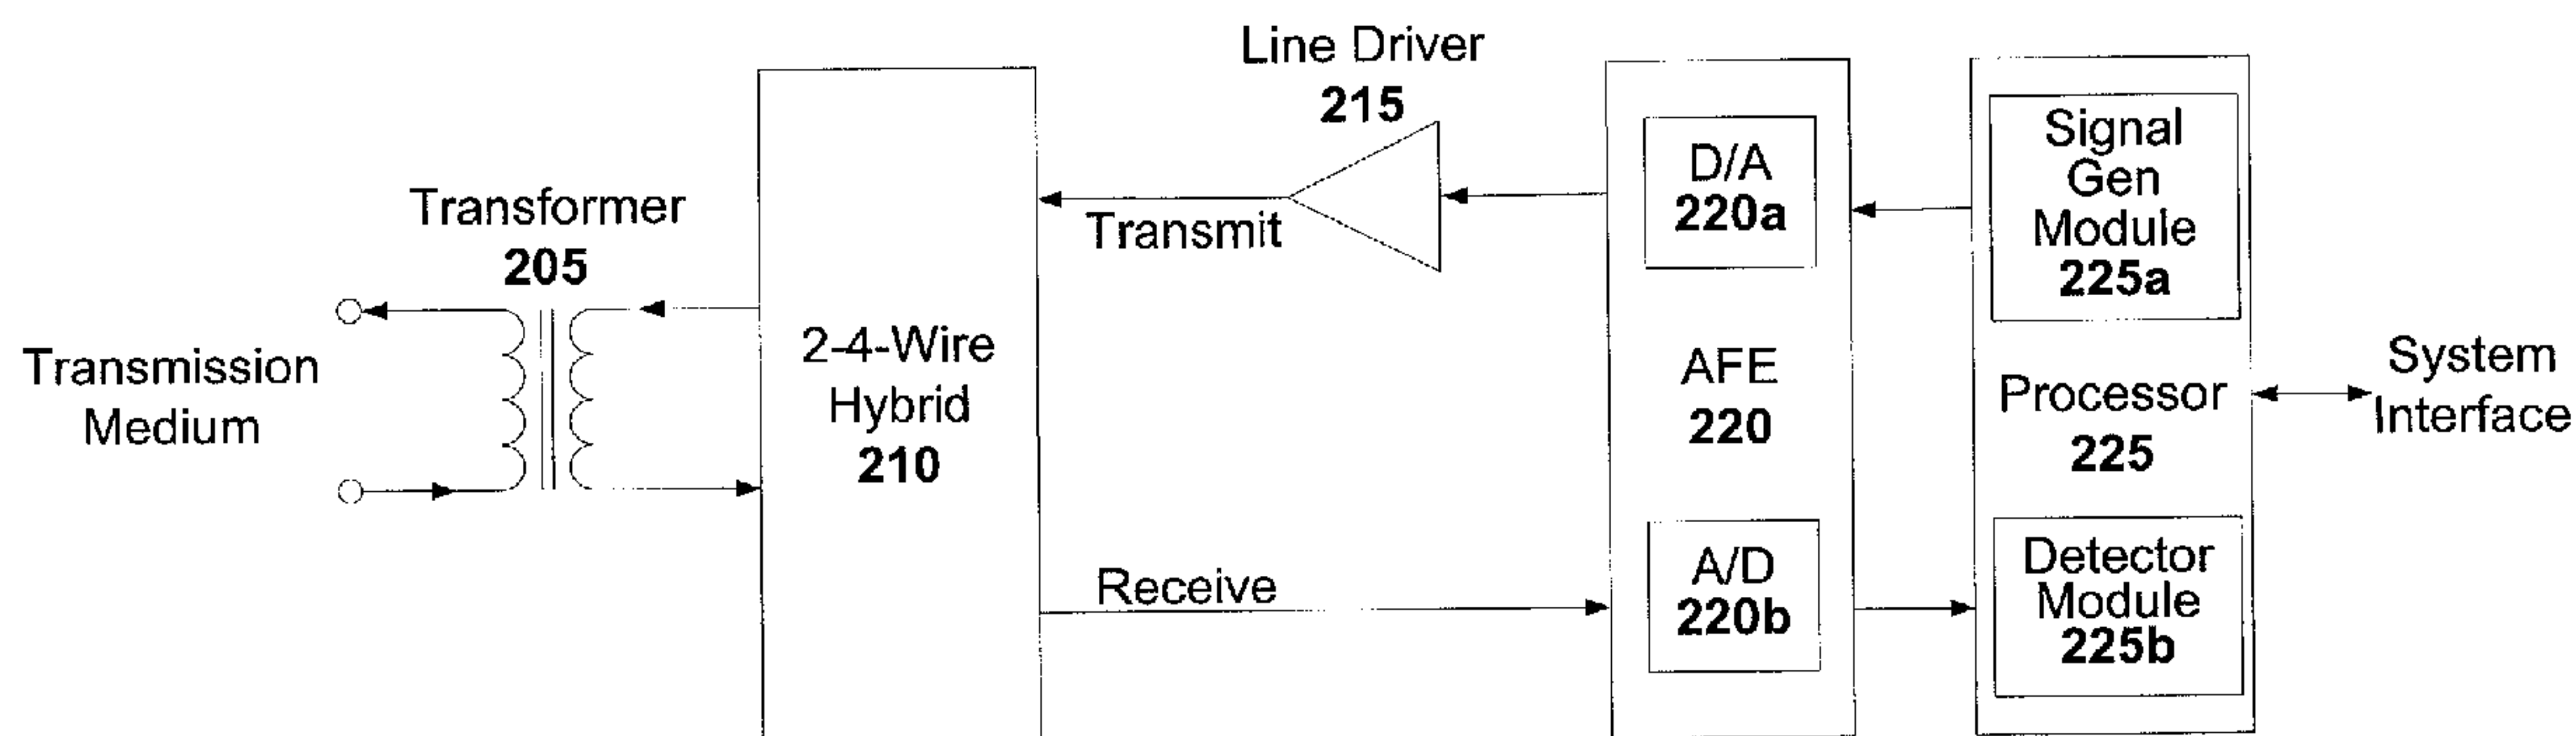 Line Driver
215
Transformer
205
Transmission
Medium
2-4-Wire
Hybrid
210
Transmit
Receive
D/A
220a
AFE
220
A/D
220b
Signal
Gen
Module
225a
Processor
225
Detector
Module
225b
System
Interface